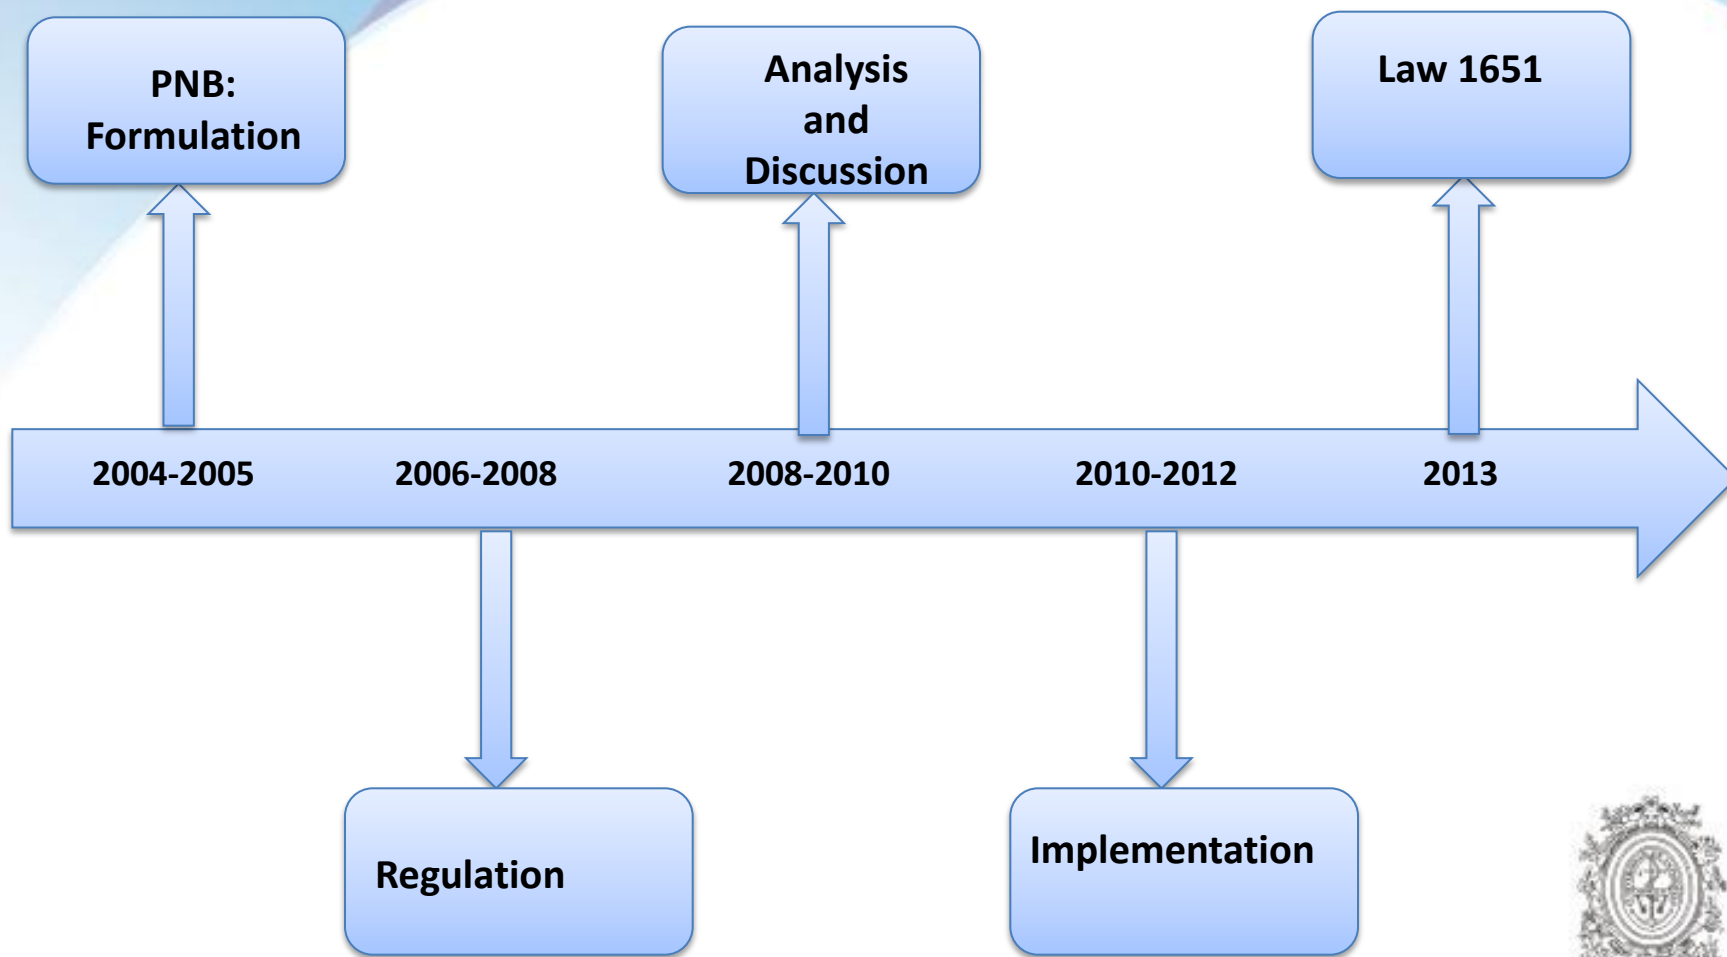 PNB:
Formulation
Analysis
and
Discussion
Law 1651
2004-2005
2006-2008
2008-2010
2010-2012
2013
Regulation
Implementation